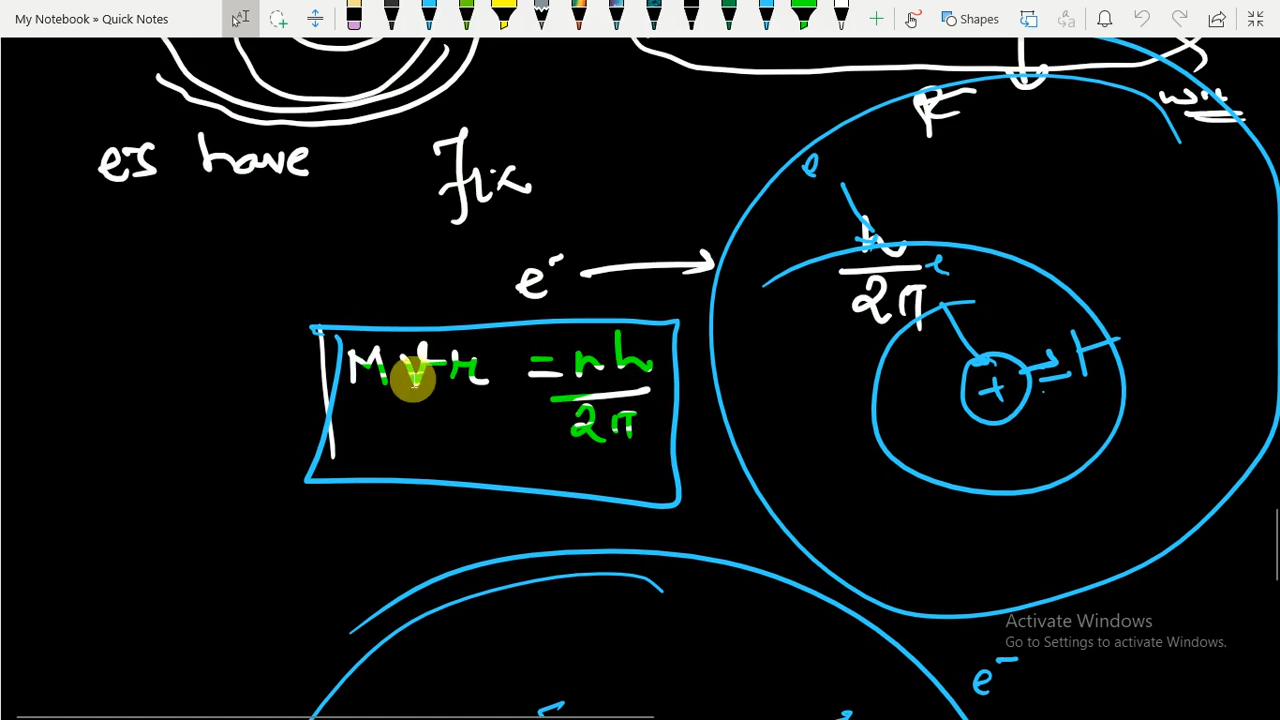 My Notebook » Quick Notes
Shapes
es have fix
e
e⁻ → h/2π e
Mvr = nh/2π
+
e⁻
Activate Windows
Go to Settings to activate Windows.